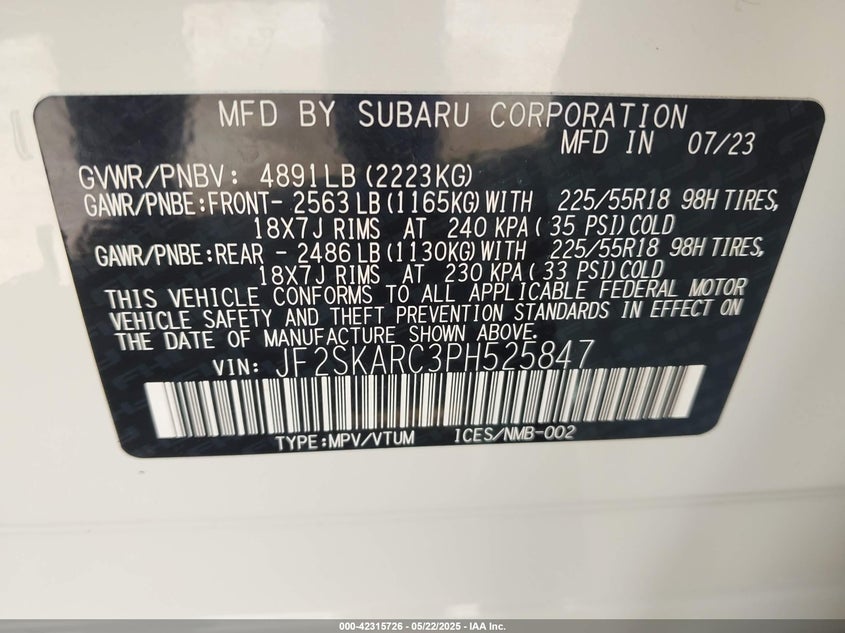 MFD BY SUBARU CORPORATION
MFD IN 07/23
GVWR/PNBV: 4891LB (2223KG)
GAWR/PNBE:FRONT- 2563 LB (1165KG) WITH 225/55R18 98H TIRES,
18X7J RIMS AT 240 KPA ( 35 PSI) COLD
GAWR/PNBE:REAR - 2486 LB (1130KG) WITH 225/55R18 98H TIRES,
18X7J RIMS AT 230 KPA ( 33 PSI) COLD
THIS VEHICLE CONFORMS TO ALL APPLICABLE FEDERAL MOTOR
VEHICLE SAFETY AND THEFT PREVENTION STANDARDS IN EFFECT ON
THE DATE OF MANUFACTURE SHOWN ABOVE.
VIN: JF2SKARC3PH525847
TYPE:MPV/VTUM ICES/NMB-002
000-42315726 - 05/22/2025 - IAA Inc.